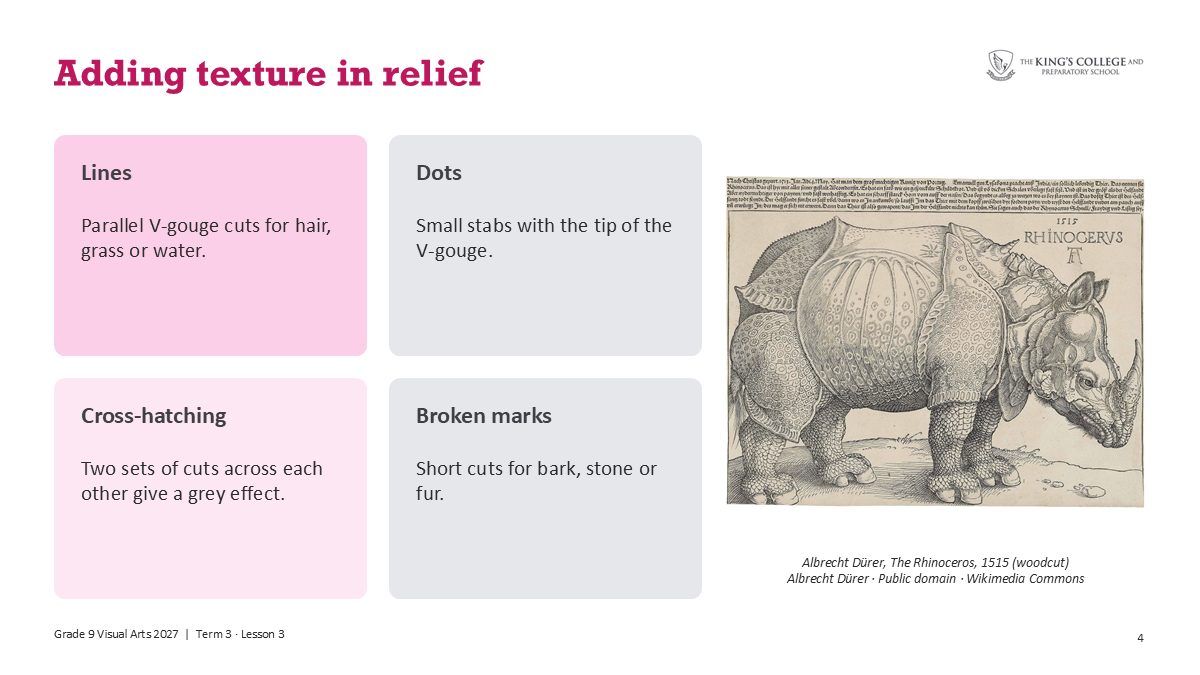 Adding texture in relief
THE KING'S COLLEGE AND
PREPARATORY SCHOOL
Lines
Parallel V-gouge cuts for hair,
grass or water.
Dots
Small stabs with the tip of the
V-gouge.
Cross-hatching
Two sets of cuts across each
other give a grey effect.
Broken marks
Short cuts for bark, stone or
fur.
1515
RHINOCERVS
Albrecht Dürer, The Rhinoceros, 1515 (woodcut)
Albrecht Dürer · Public domain · Wikimedia Commons
Grade 9 Visual Arts 2027 | Term 3 · Lesson 3
4